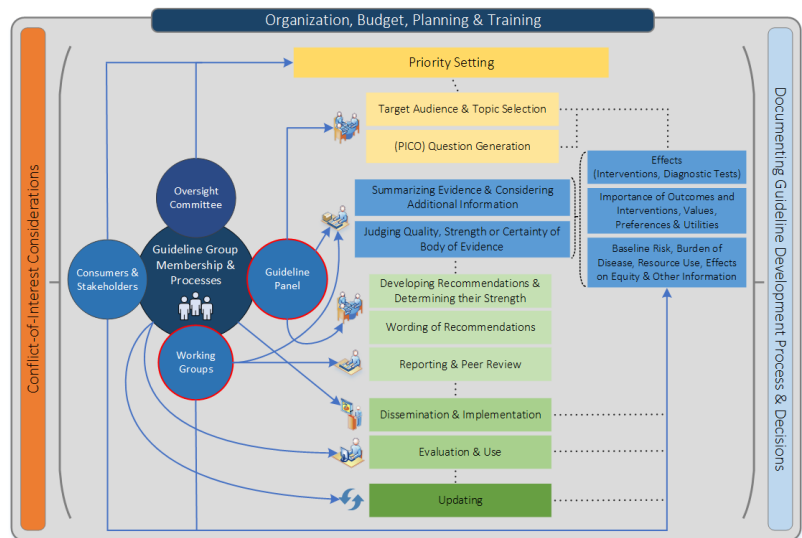 Organization, Budget, Planning & Training
Conflict-of-Interest Considerations
Documenting Guideline Development Process & Decisions
Priority Setting
Target Audience & Topic Selection
(PICO) Question Generation
Oversight
Committee
Guideline Group
Membership &
Processes
Consumers &
Stakeholders
Guideline
Panel
Working
Groups
Summarizing Evidence & Considering
Additional Information
Judging Quality, Strength or Certainty of
Body of Evidence
Effects
(Interventions, Diagnostic Tests)
Importance of Outcomes and
Interventions, Values,
Preferences & Utilities
Baseline Risk, Burden of
Disease, Resource Use, Effects
on Equity & Other Information
Developing Recommendations &
Determining their Strength
Wording of Recommendations
Reporting & Peer Review
Dissemination & Implementation
Evaluation & Use
Updating